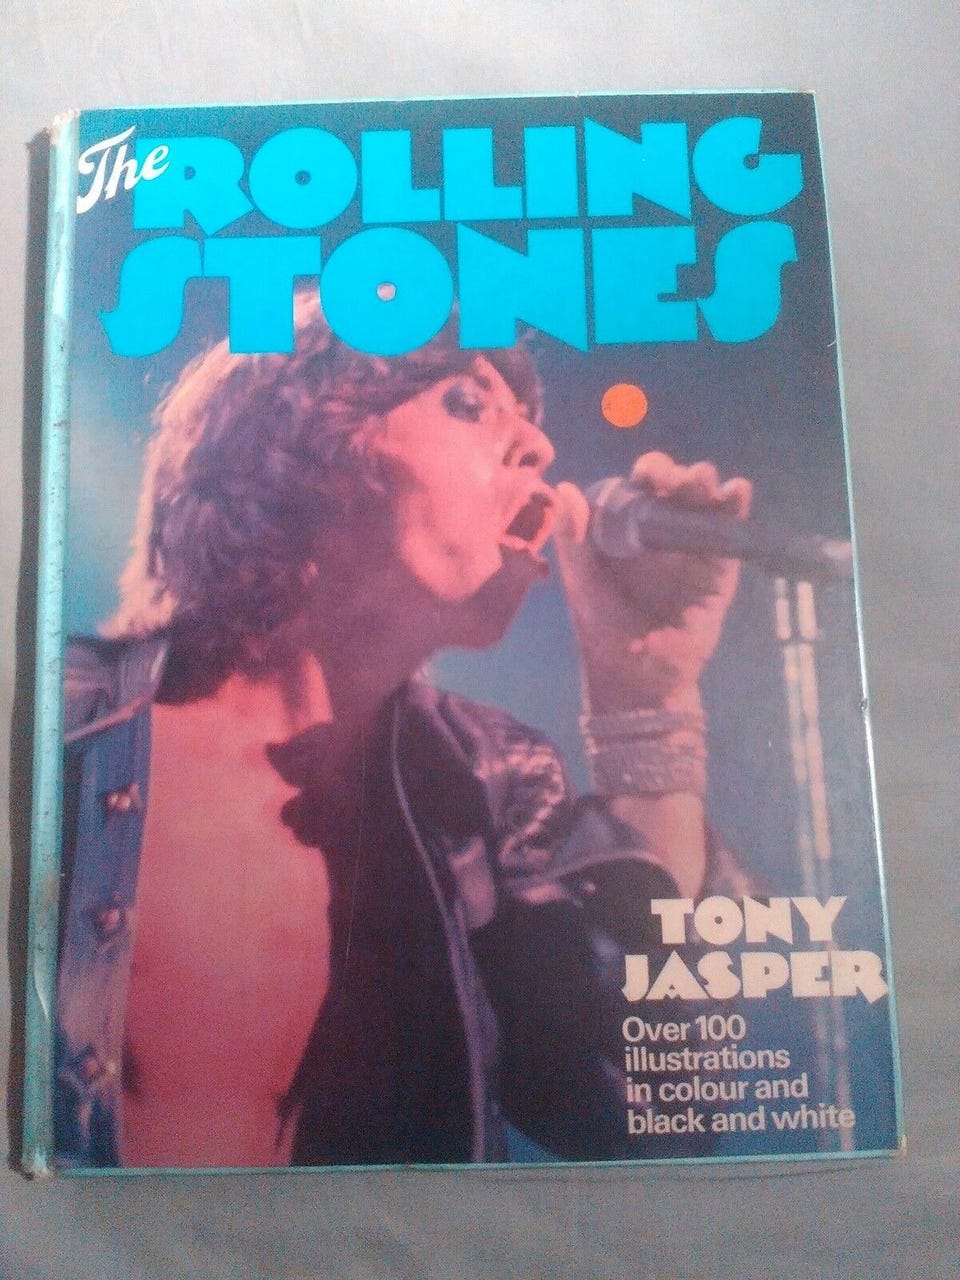 The ROLLING
STONES
TONY
JASPER
Over 100
illustrations
in colour and
black and white